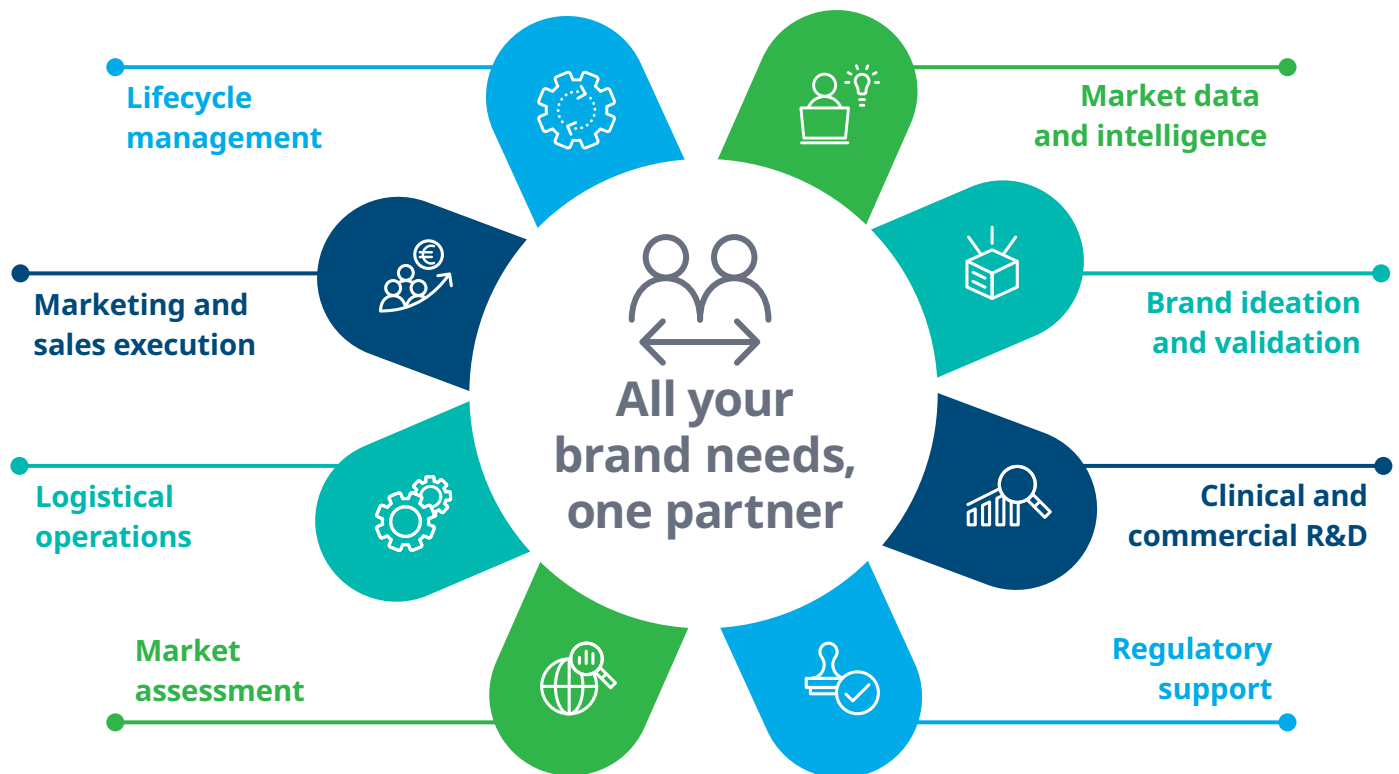 Lifecycle
management
Market data
and intelligence
Marketing and
sales execution
Brand ideation
and validation
All your
brand needs,
one partner
Logistical
operations
Clinical and
commercial R&D
Market
assessment
Regulatory
support